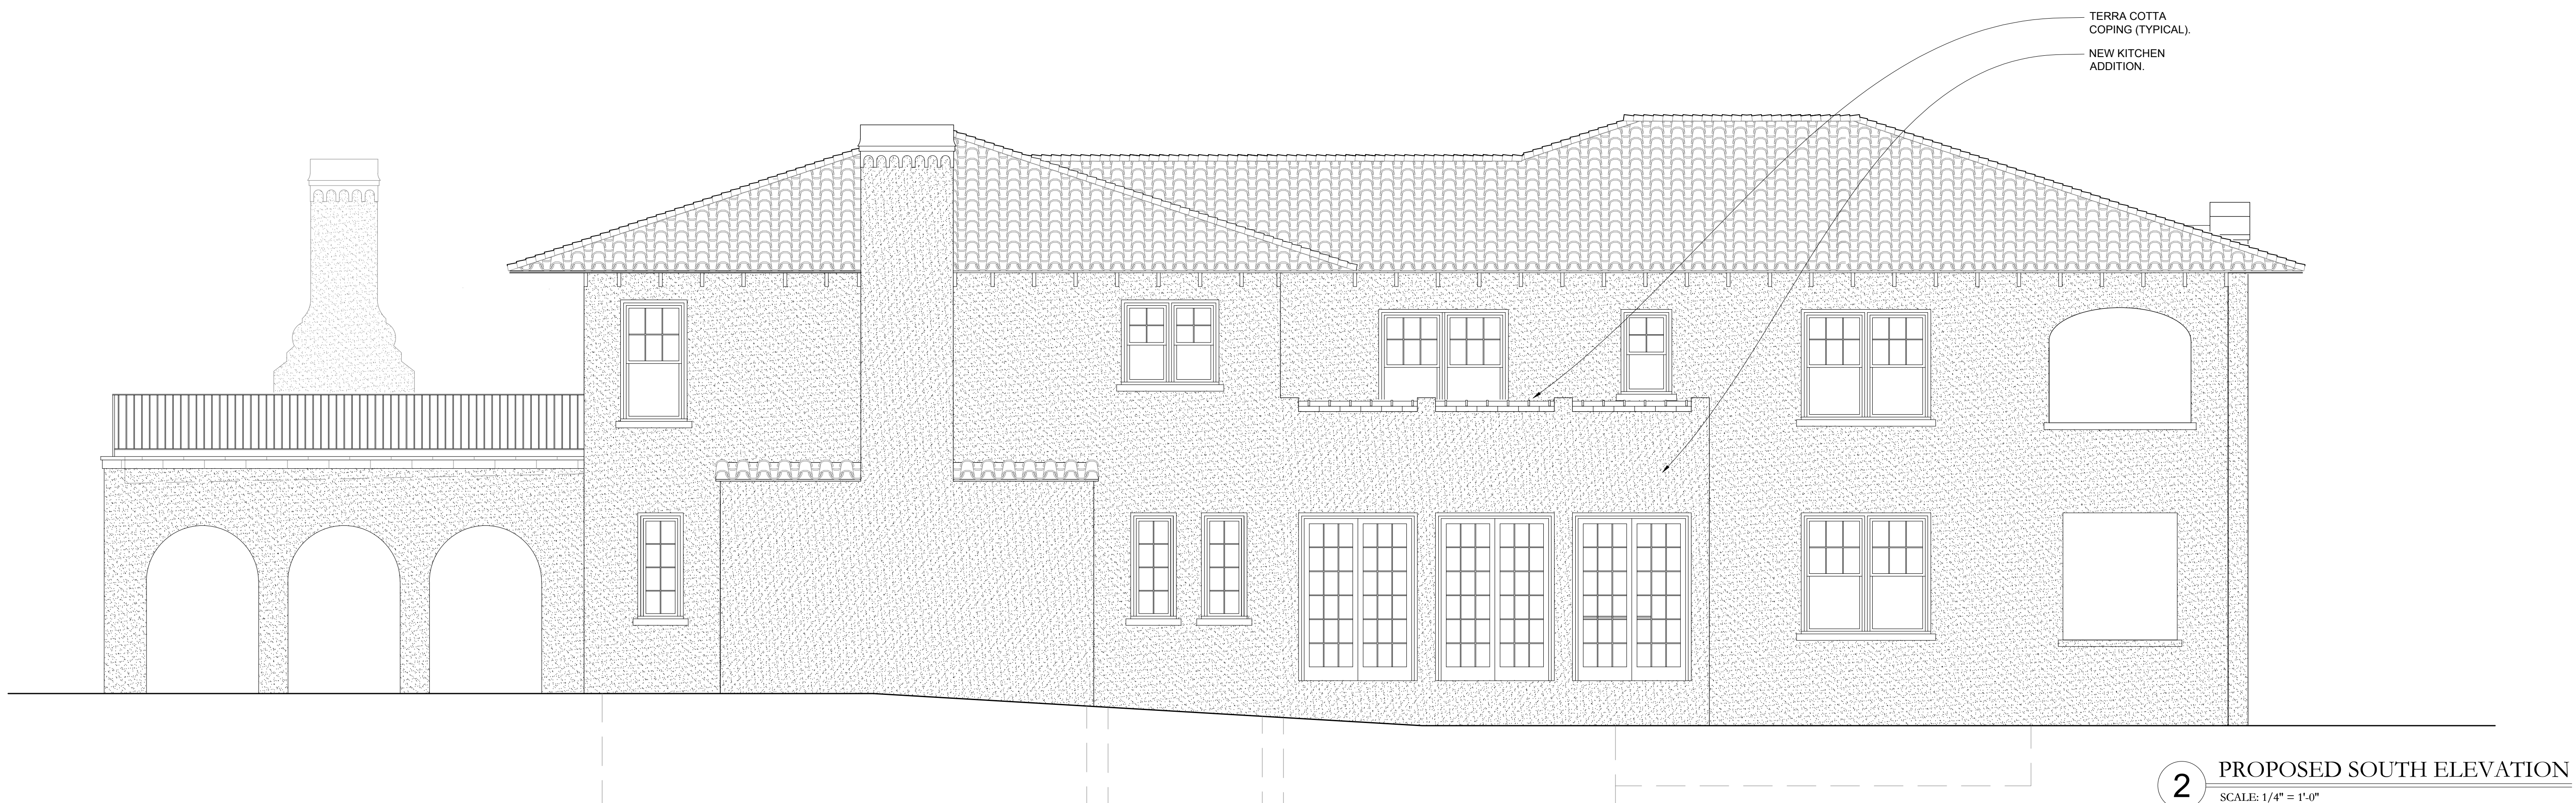 TERRA COTTA
COPING (TYPICAL).
NEW KITCHEN
ADDITION.
2
PROPOSED SOUTH ELEVATION
SCALE: 1/4" = 1'-0"